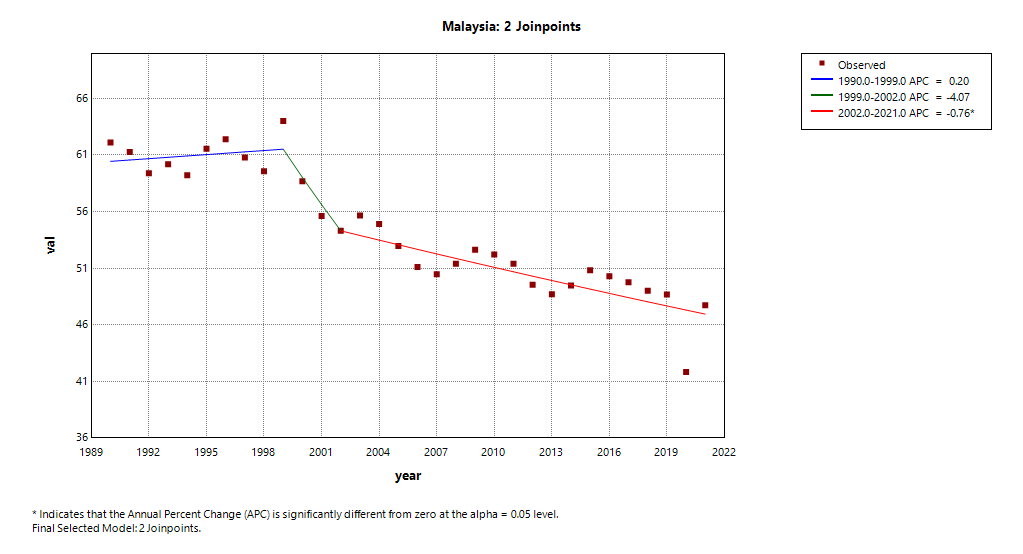 Malaysia: 2 Joinpoints
Observed
1990.0-1999.0 APC = 0.20
1999.0-2002.0 APC = -4.07
2002.0-2021.0 APC = -0.76*
66
61
56
51
46
41
36
val
1989 1992 1995 1998 2001 2004 2007 2010 2013 2016 2019 2022
year
* Indicates that the Annual Percent Change (APC) is significantly different from zero at the alpha = 0.05 level.
Final Selected Model: 2 Joinpoints.